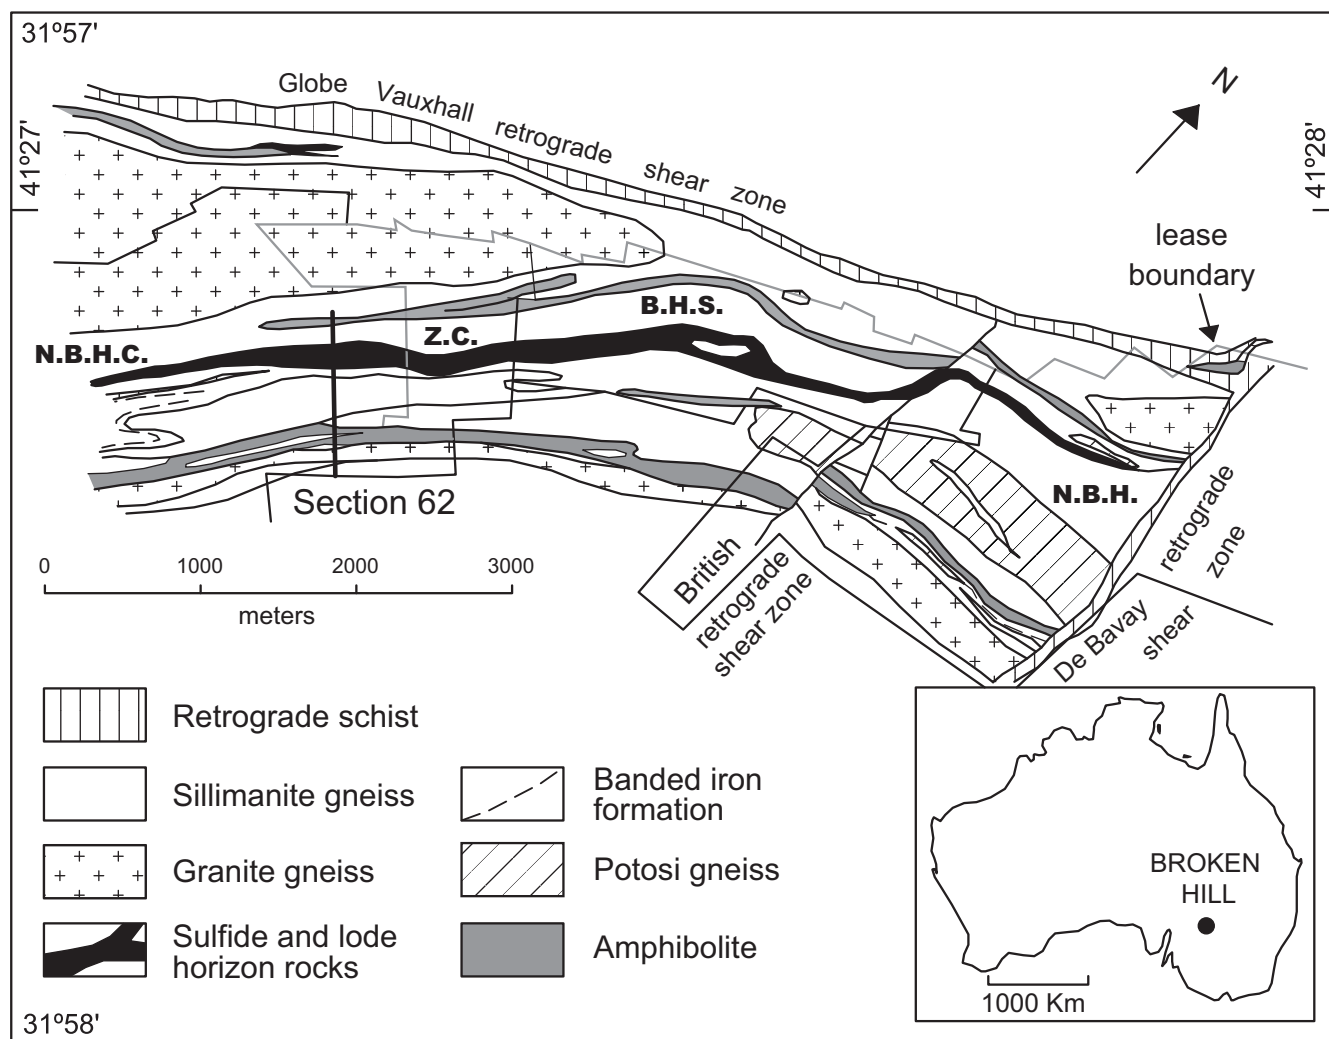 31º57'
Globe Vauxhall retrograde shear zone
N
41º27'
41º28'
lease
boundary
B.H.S.
Z.C.
N.B.H.C.
N.B.H.
Section 62
0 1000 2000 3000
meters
British
retrograde
shear zone
De Bavay
shear
retrograde
zone
Retrograde schist
Sillimanite gneiss
Granite gneiss
Sulfide and lode
horizon rocks
Banded iron
formation
Potosi gneiss
Amphibolite
BROKEN
HILL
1000 Km
31º58'